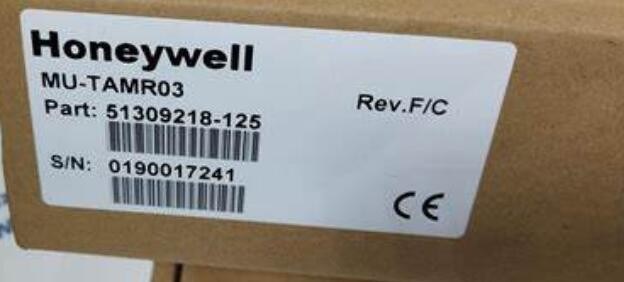 Honeywell
MU-TAMR03
Part: 51309218-125
Rev.F/C
S/N: 0190017241
CE